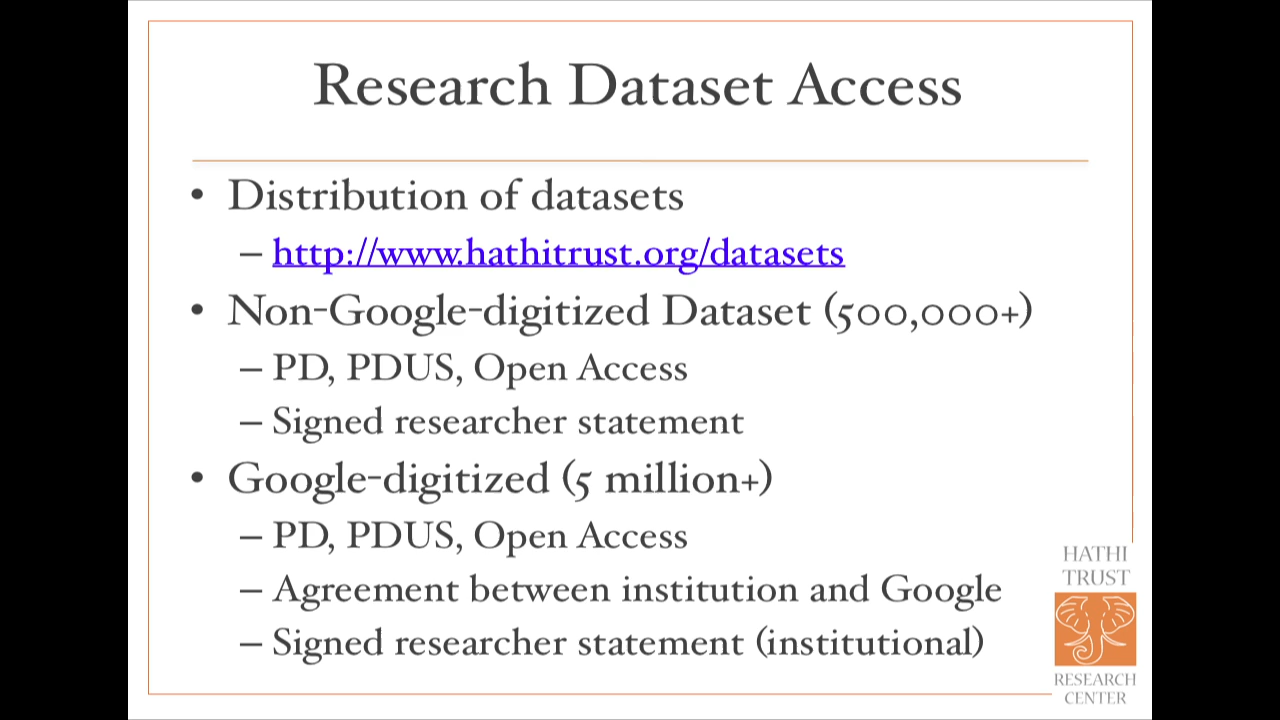 Research Dataset Access
• Distribution of datasets
– http://www.hathitrust.org/datasets
• Non-Google-digitized Dataset (500,000+)
– PD, PDUS, Open Access
– Signed researcher statement
• Google-digitized (5 million+)
– PD, PDUS, Open Access
– Agreement between institution and Google
– Signed researcher statement (institutional)
HATHI
TRUST
RESEARCH
CENTER